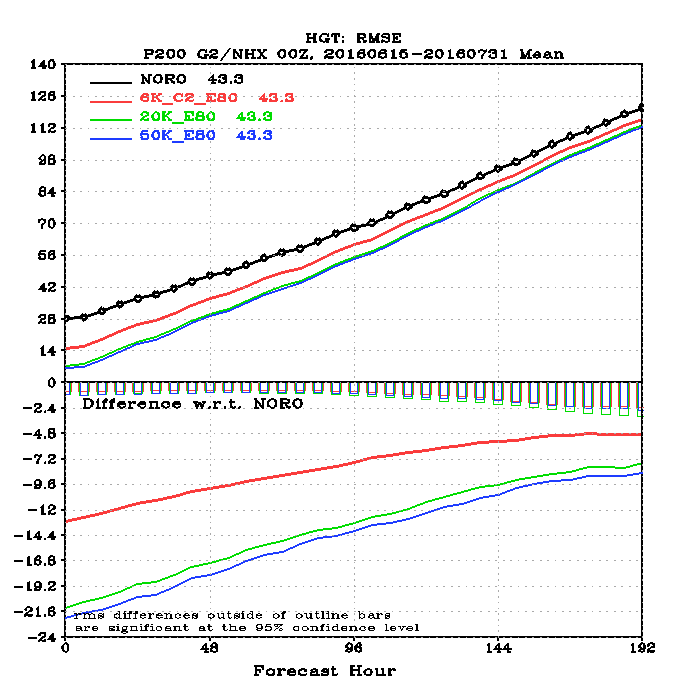 HGT: RMSE
P200 G2/NHX 00Z, 20160615-20160731 Mean
NORO 43.3
6K_C2_E80 43.3
20K_E80 43.3
60K_E80 43.3
140
126
112
98
84
70
56
42
28
14
0
Difference w.r.t. NORO
-2.4
-4.8
-7.2
-9.6
-12
-14.4
-16.8
-19.2
-21.6
-24
rms differences outside of outline bars
are significant at the 95% confidence level
0 48 96 144 192
Forecast Hour